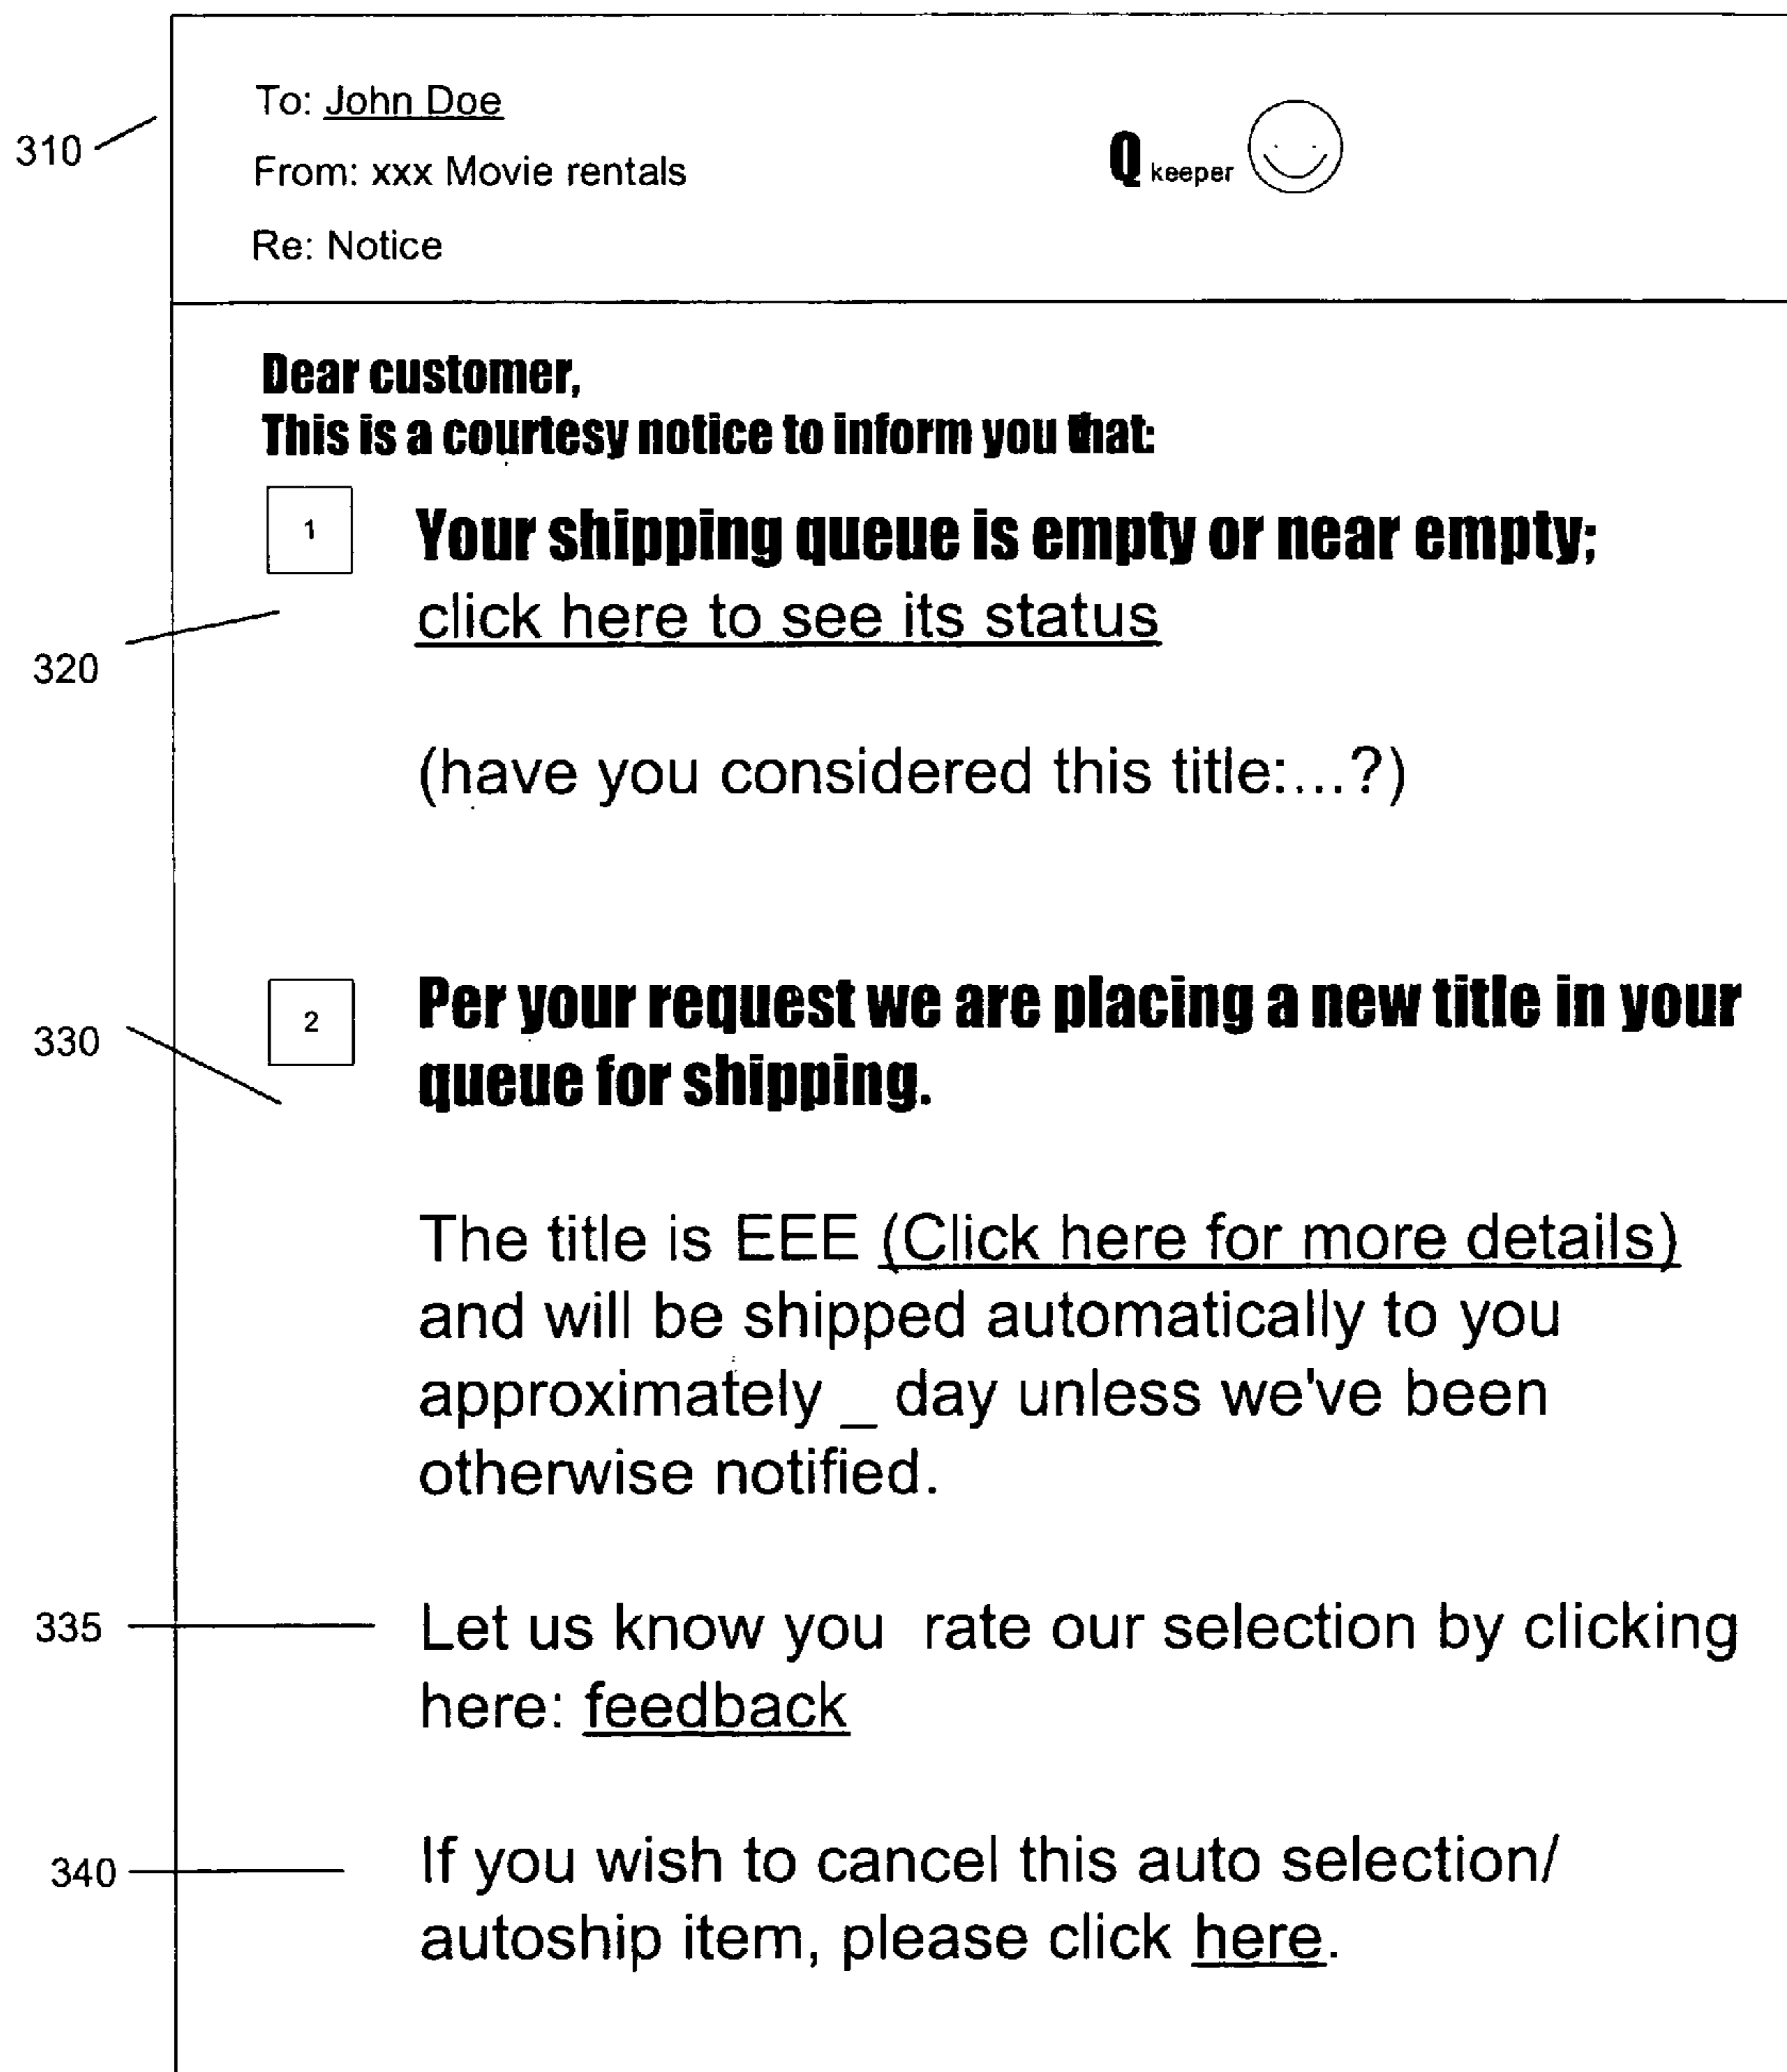 To: John Doe
310
From: xxx Movie rentals
Q keeper
Re: Notice
Dear customer,
This is a courtesy notice to inform you that:
1
Your shipping queue is empty or near empty;
click here to see its status
320
(have you considered this title:...?)
2
Per your request we are placing a new title in your
330
queue for shipping.
The title is EEE (Click here for more details)
and will be shipped automatically to you
approximately _ day unless we've been
otherwise notified.
335
Let us know you rate our selection by clicking
here: feedback
340
If you wish to cancel this auto selection/
autoship item, please click here.